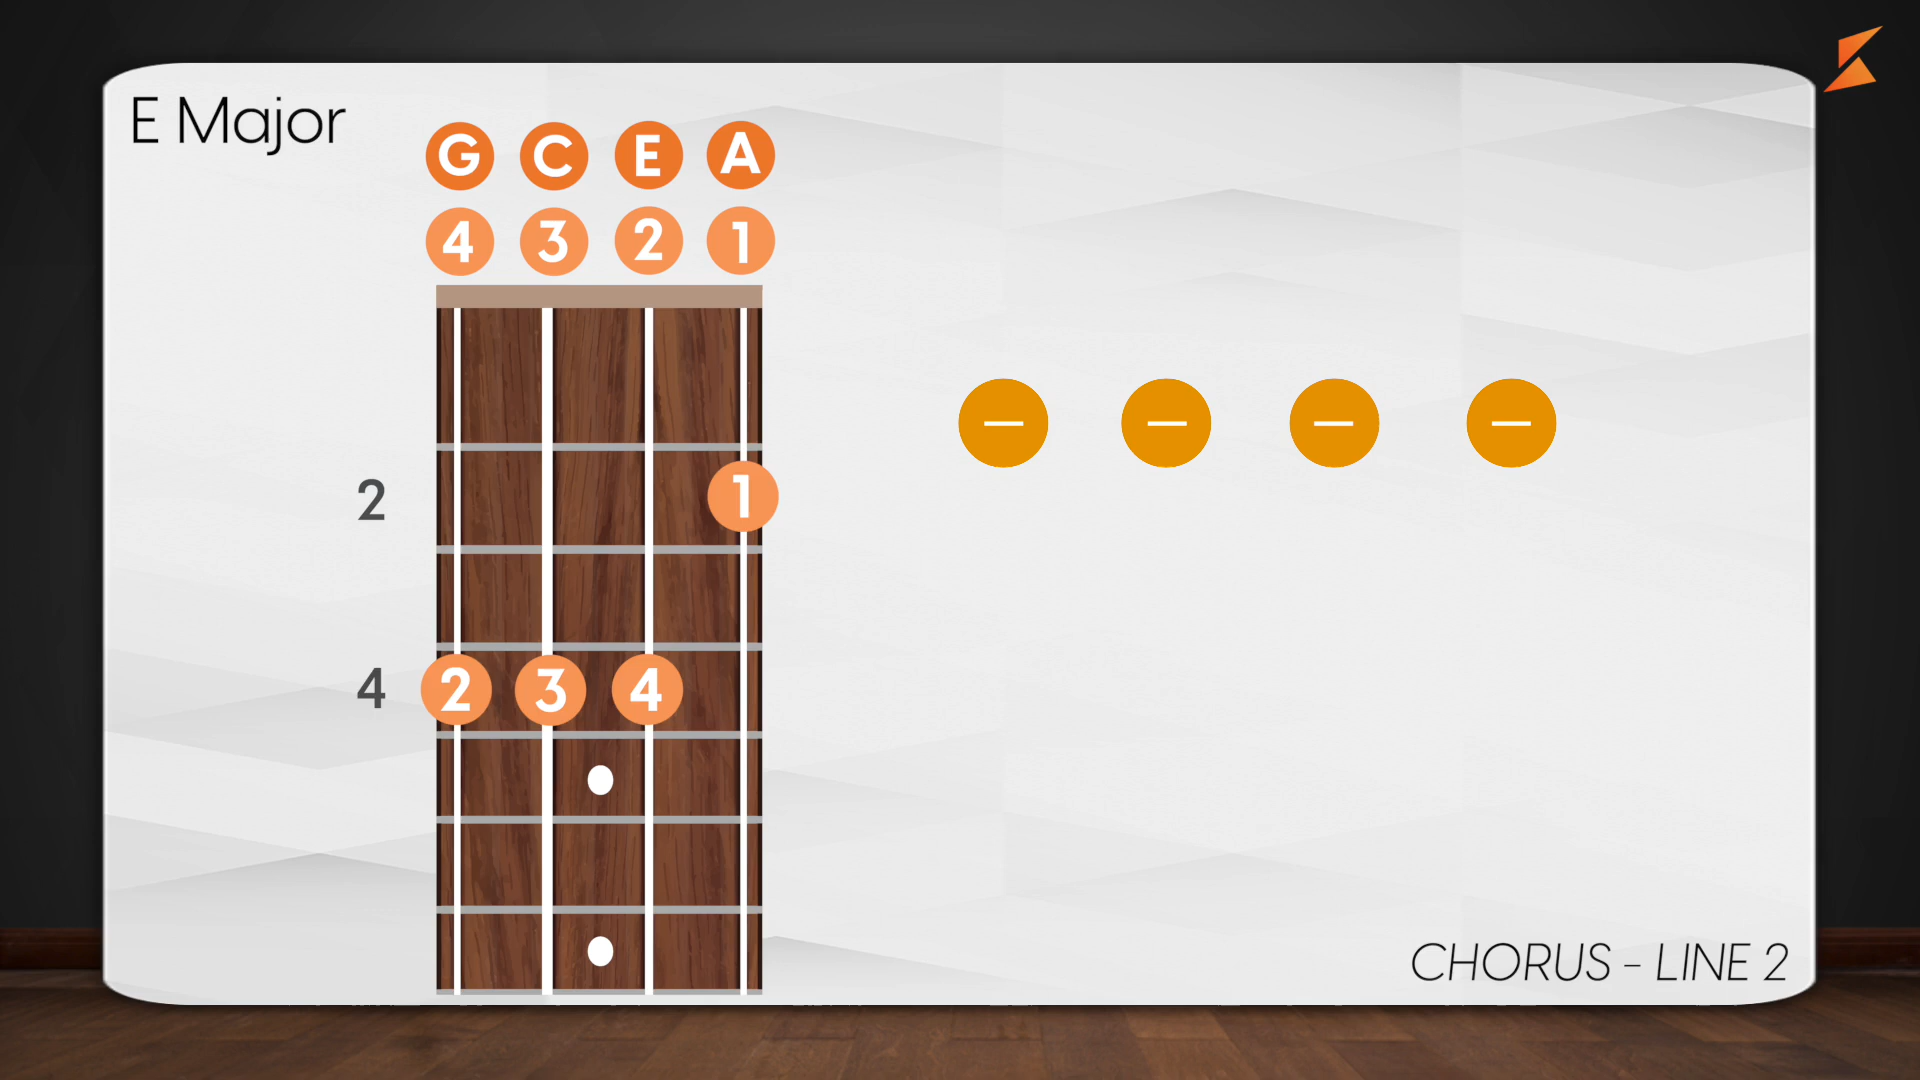 E Major
G C E A
4 3 2 1
2 1
4 2 3 4
– – – –
CHORUS - LINE 2